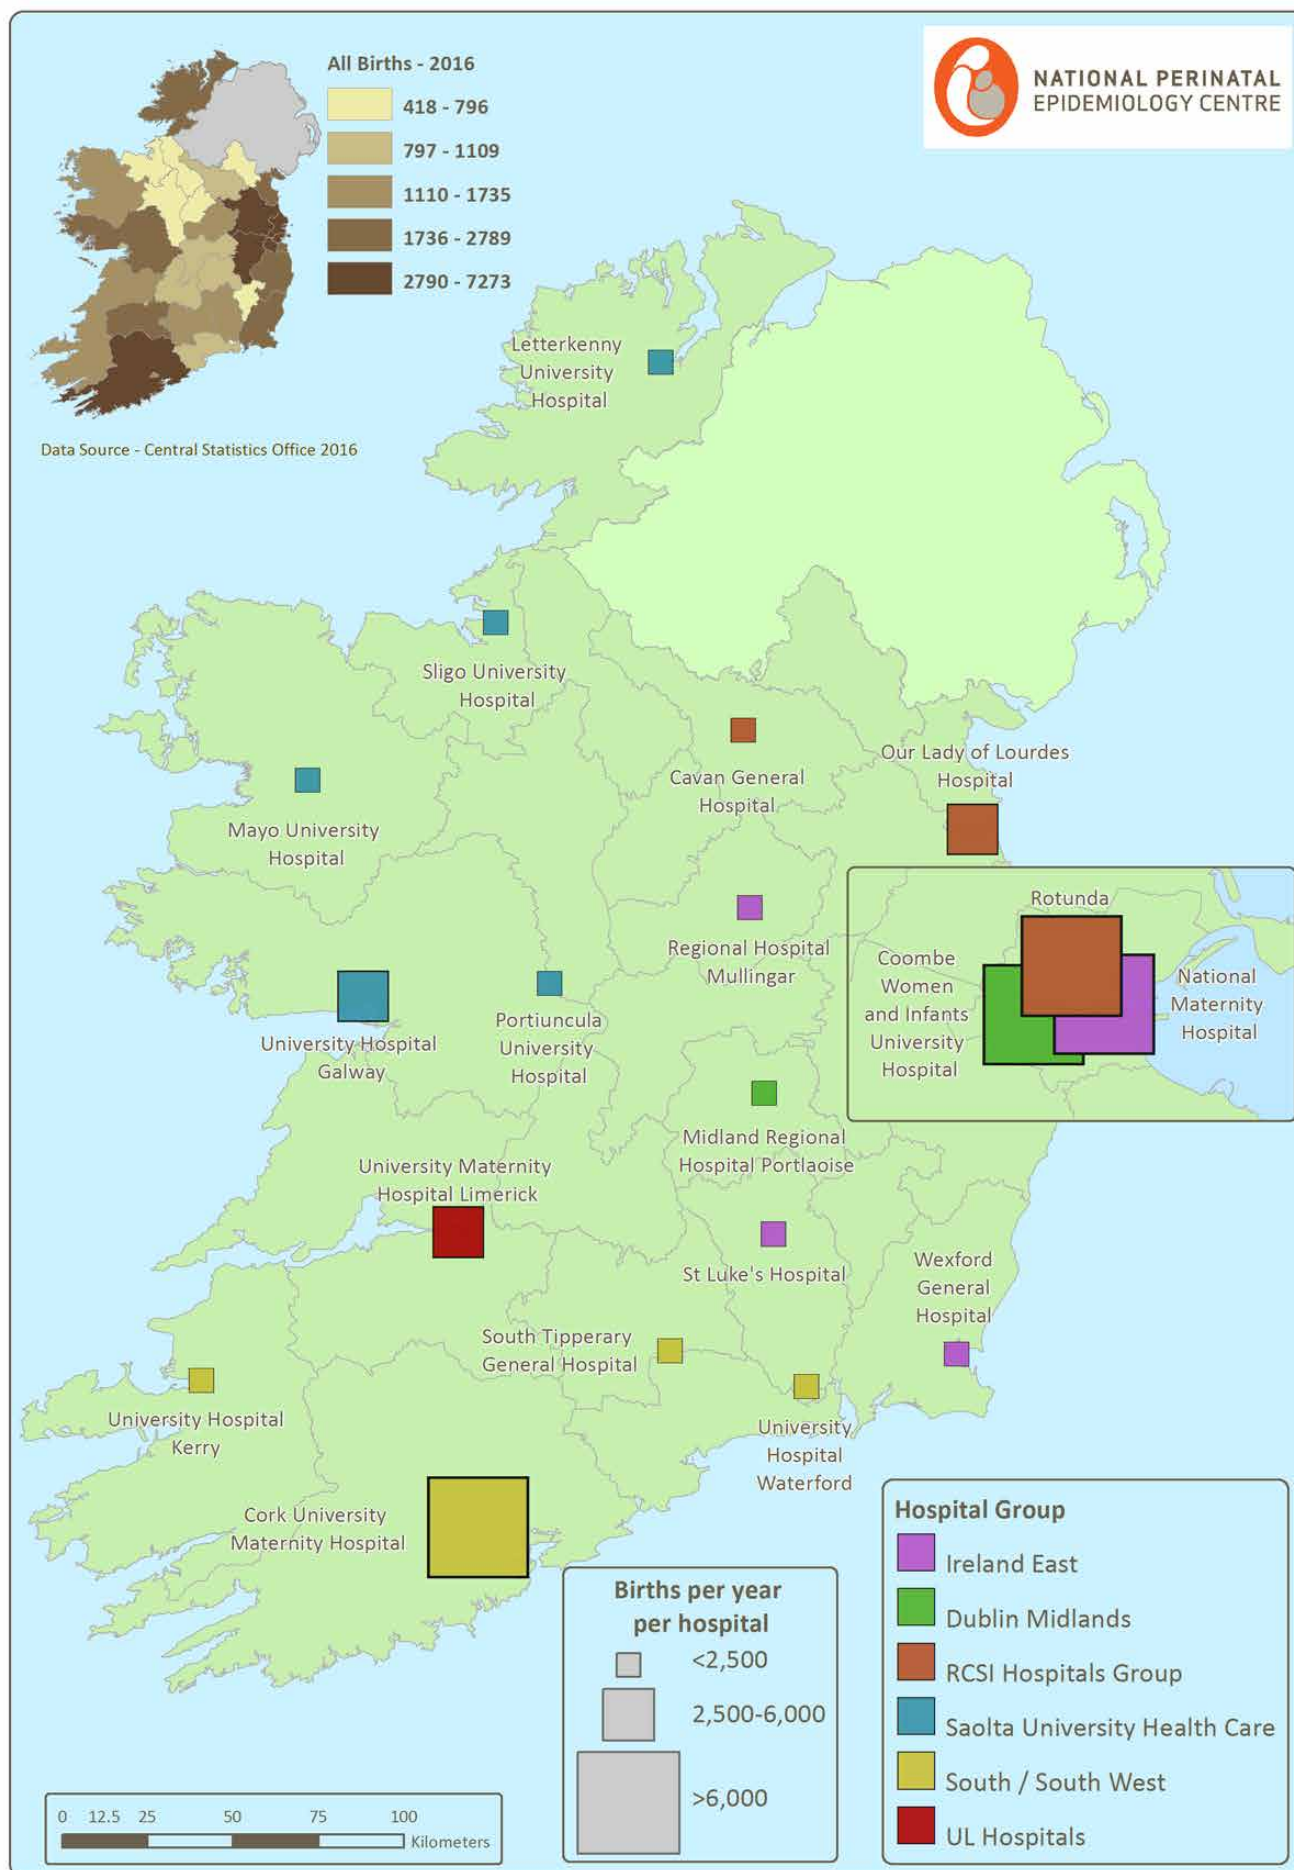 All Births - 2016
418 - 796
797 - 1109
1110 - 1735
1736 - 2789
2790 - 7273
Data Source - Central Statistics Office 2016
NATIONAL PERINATAL
EPIDEMIOLOGY CENTRE
Letterkenny
University
Hospital
Sligo University
Hospital
Cavan General
Hospital
Our Lady of Lourdes
Hospital
Mayo University
Hospital
Regional Hospital
Mullingar
Rotunda
Coombe
Women
and Infants
University
Hospital
National
Maternity
Hospital
University Hospital
Galway
Portiuncula
University
Hospital
Midland Regional
Hospital Portlaoise
University Maternity
Hospital Limerick
St Luke's Hospital
Wexford
General
Hospital
South Tipperary
General Hospital
University Hospital
Kerry
University
Hospital
Waterford
Cork University
Maternity Hospital
Births per year
per hospital
<2,500
2,500-6,000
>6,000
Hospital Group
Ireland East
Dublin Midlands
RCSI Hospitals Group
Saolta University Health Care
South / South West
UL Hospitals
0 12.5 25 50 75 100
Kilometers